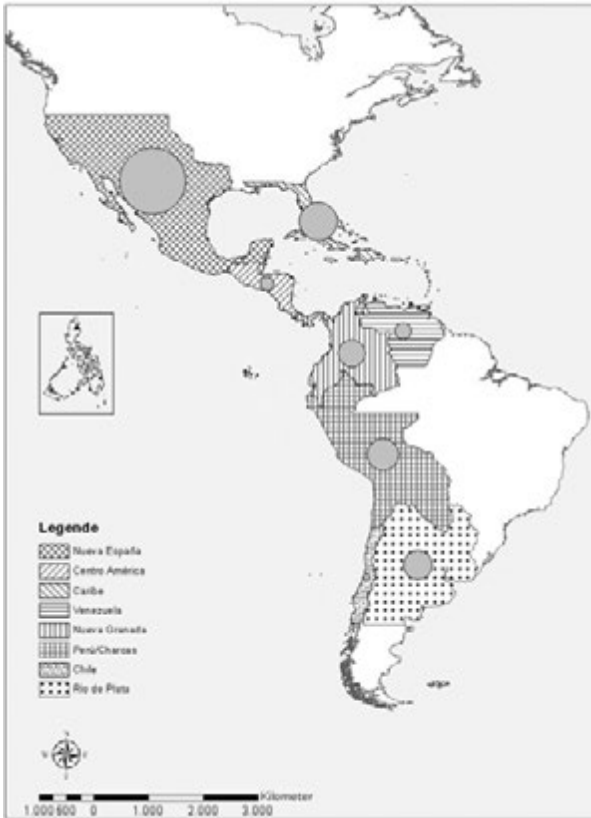 Legende
Nueva España
Centro América
Caribe
Venezuela
Nueva Granada
Perú/Charcas
Chile
Río de Plata
Kilometer
1.000 500 0 1.000 2.000 3.000